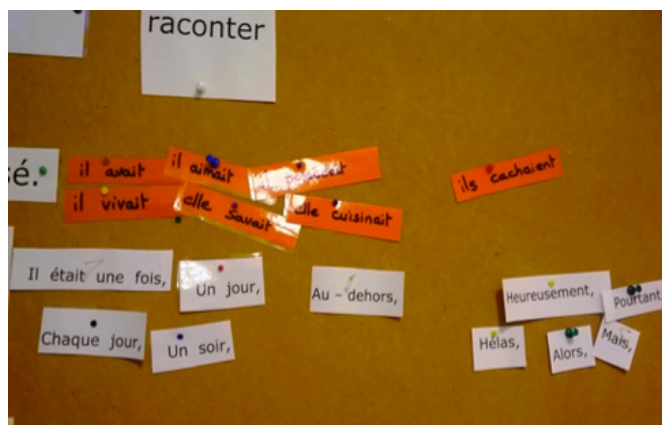 raconter
sé.
il avait
il aimait
ils cachaient
il vivait
elle savait
elle cuisinait
Il était une fois,
Un jour,
Au - dehors,
Heureusement,
Pourtant
Chaque jour,
Un soir,
Hélas,
Alors,
Mais,